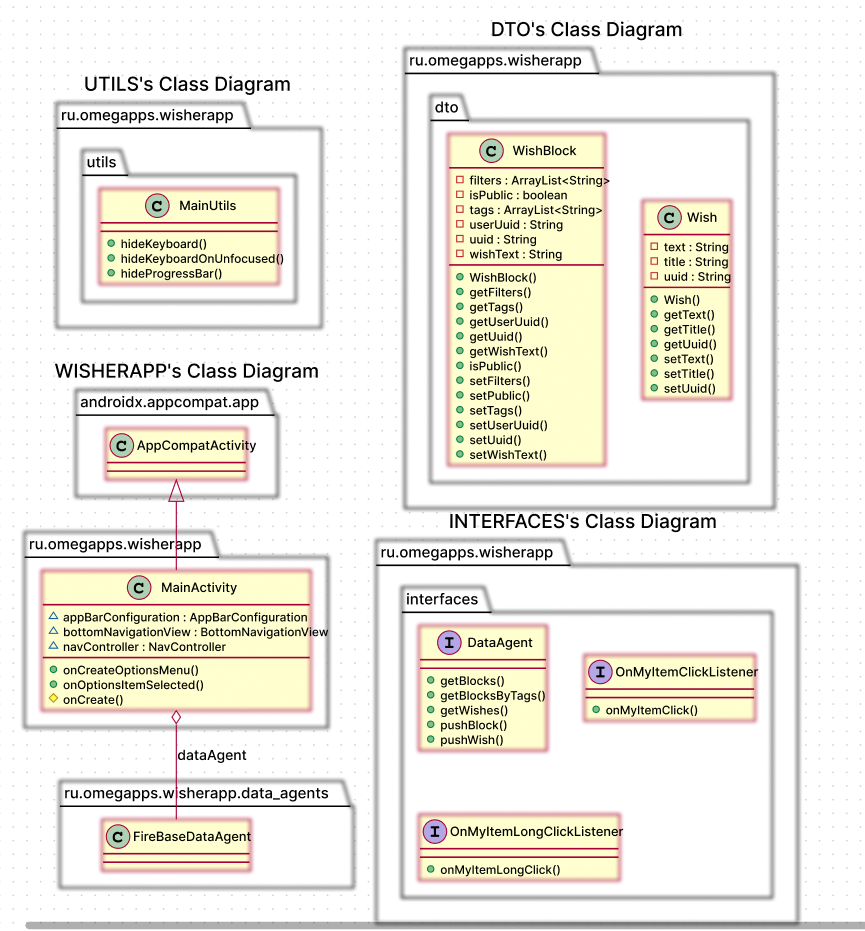 UTILS's Class Diagram
ru.omegapps.wisherapp
utils
C MainUtils
hideKeyboard()
hideKeyboardOnUnfocused()
hideProgressBar()
DTO's Class Diagram
ru.omegapps.wisherapp
dto
C WishBlock
filters : ArrayList<String>
isPublic : boolean
tags : ArrayList<String>
userUuid : String
uuid : String
wishText : String
WishBlock()
getFilters()
getTags()
getUserUuid()
getUuid()
getWishText()
isPublic()
setFilters()
setPublic()
setTags()
setUserUuid()
setUuid()
setWishText()
C Wish
text : String
title : String
uuid : String
Wish()
getText()
getTitle()
getUuid()
setText()
setTitle()
setUuid()
WISHERAPP's Class Diagram
androidx.appcompat.app
C AppCompatActivity
ru.omegapps.wisherapp
C MainActivity
appBarConfiguration : AppBarConfiguration
bottomNavigationView : BottomNavigationView
navController : NavController
onCreateOptionsMenu()
onOptionsItemSelected()
onCreate()
dataAgent
ru.omegapps.wisherapp.data_agents
C FireBaseDataAgent
INTERFACES's Class Diagram
ru.omegapps.wisherapp
interfaces
I DataAgent
getBlocks()
getBlocksByTags()
getWishes()
pushBlock()
pushWish()
I OnMyItemClickListener
onMyItemClick()
I OnMyItemLongClickListener
onMyItemLongClick()